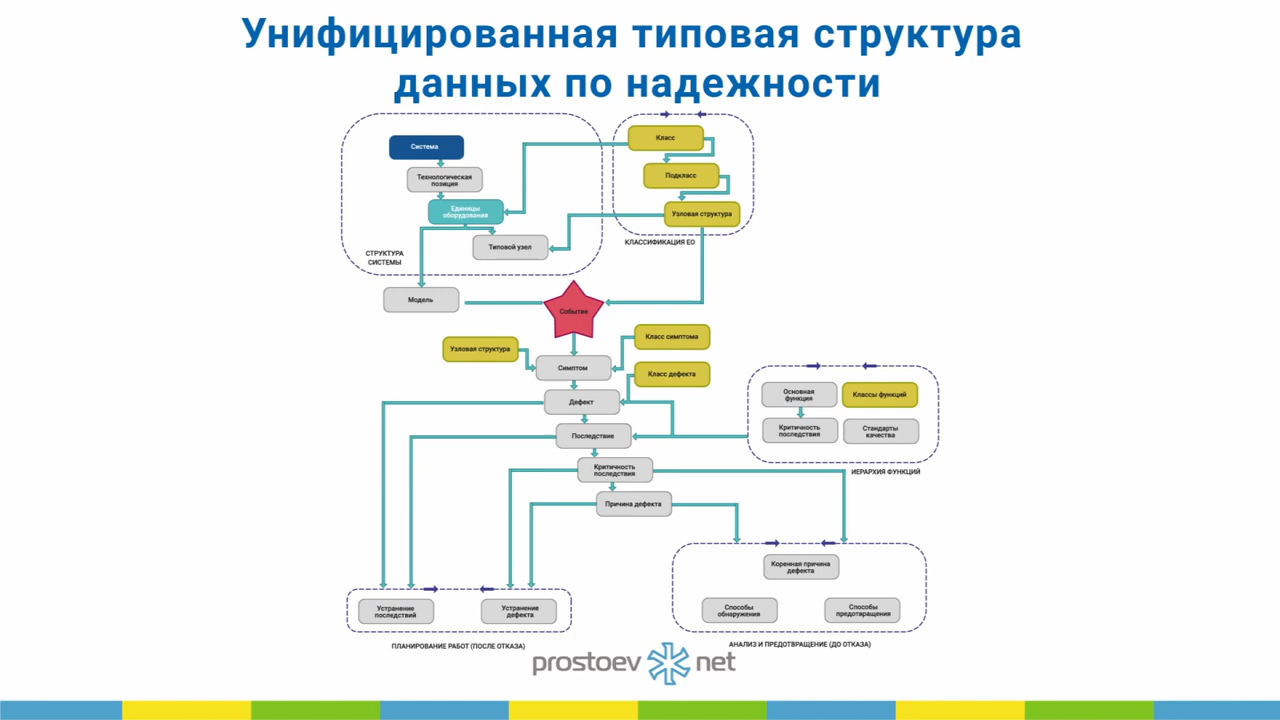 Унифицированная типовая структура
данных по надежности
Система
Технологическая
позиция
Единицы
оборудования
Типовой узел
СТРУКТУРА
СИСТЕМЫ
Класс
Подкласс
Узловая структура
КЛАССИФИКАЦИЯ ЕО
Модель
Событие
Узловая структура
Класс симптома
Симптом
Класс дефекта
Дефект
Последствие
Критичность
последствия
Причина дефекта
Основная
функция
Классы функций
Критичность
последствия
Стандарты
качества
ИЕРАРХИЯ ФУНКЦИЙ
Коренная причина
дефекта
Способы
обнаружения
Способы
предотвращения
АНАЛИЗ И ПРЕДОТВРАЩЕНИЕ (ДО ОТКАЗА)
Устранение
последствий
Устранение
дефекта
ПЛАНИРОВАНИЕ РАБОТ (ПОСЛЕ ОТКАЗА)
prostoev net